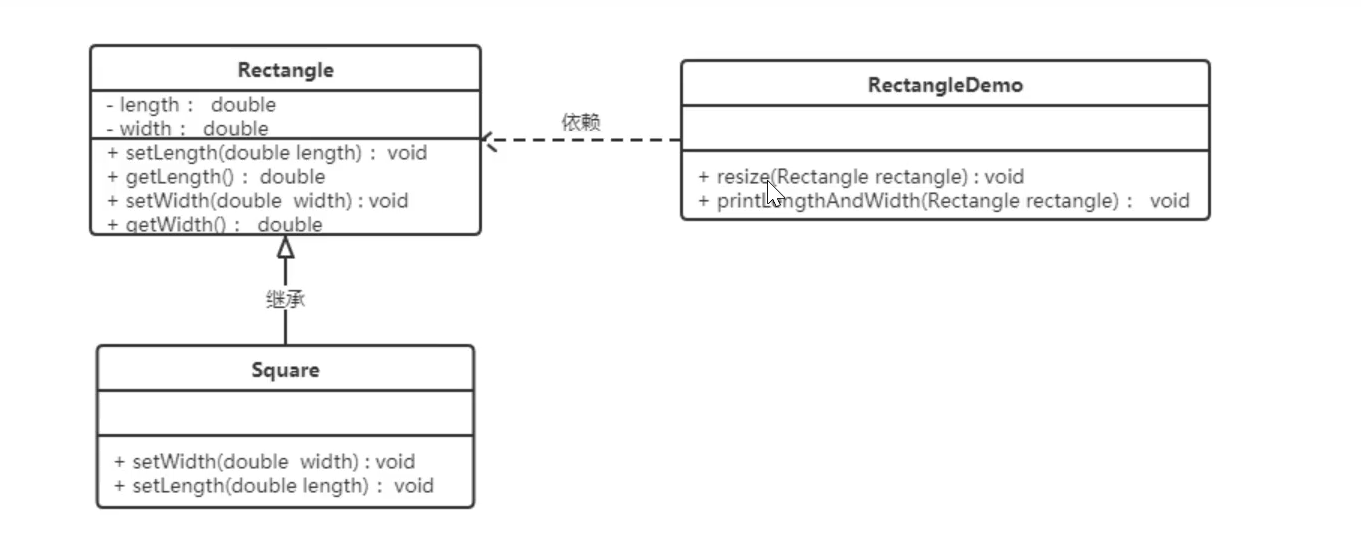 Rectangle
- length： double
- width： double
+ setLength(double length)： void
+ getLength()： double
+ setWidth(double width) : void
+ getWidth()： double
依赖
RectangleDemo
+ resize(Rectangle rectangle) : void
+ printLengthAndWidth(Rectangle rectangle)： void
继承
Square
+ setWidth(double width) : void
+ setLength(double length)： void